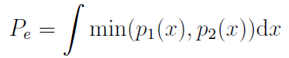 P_e = ∫ min(p_1(x), p_2(x))dx